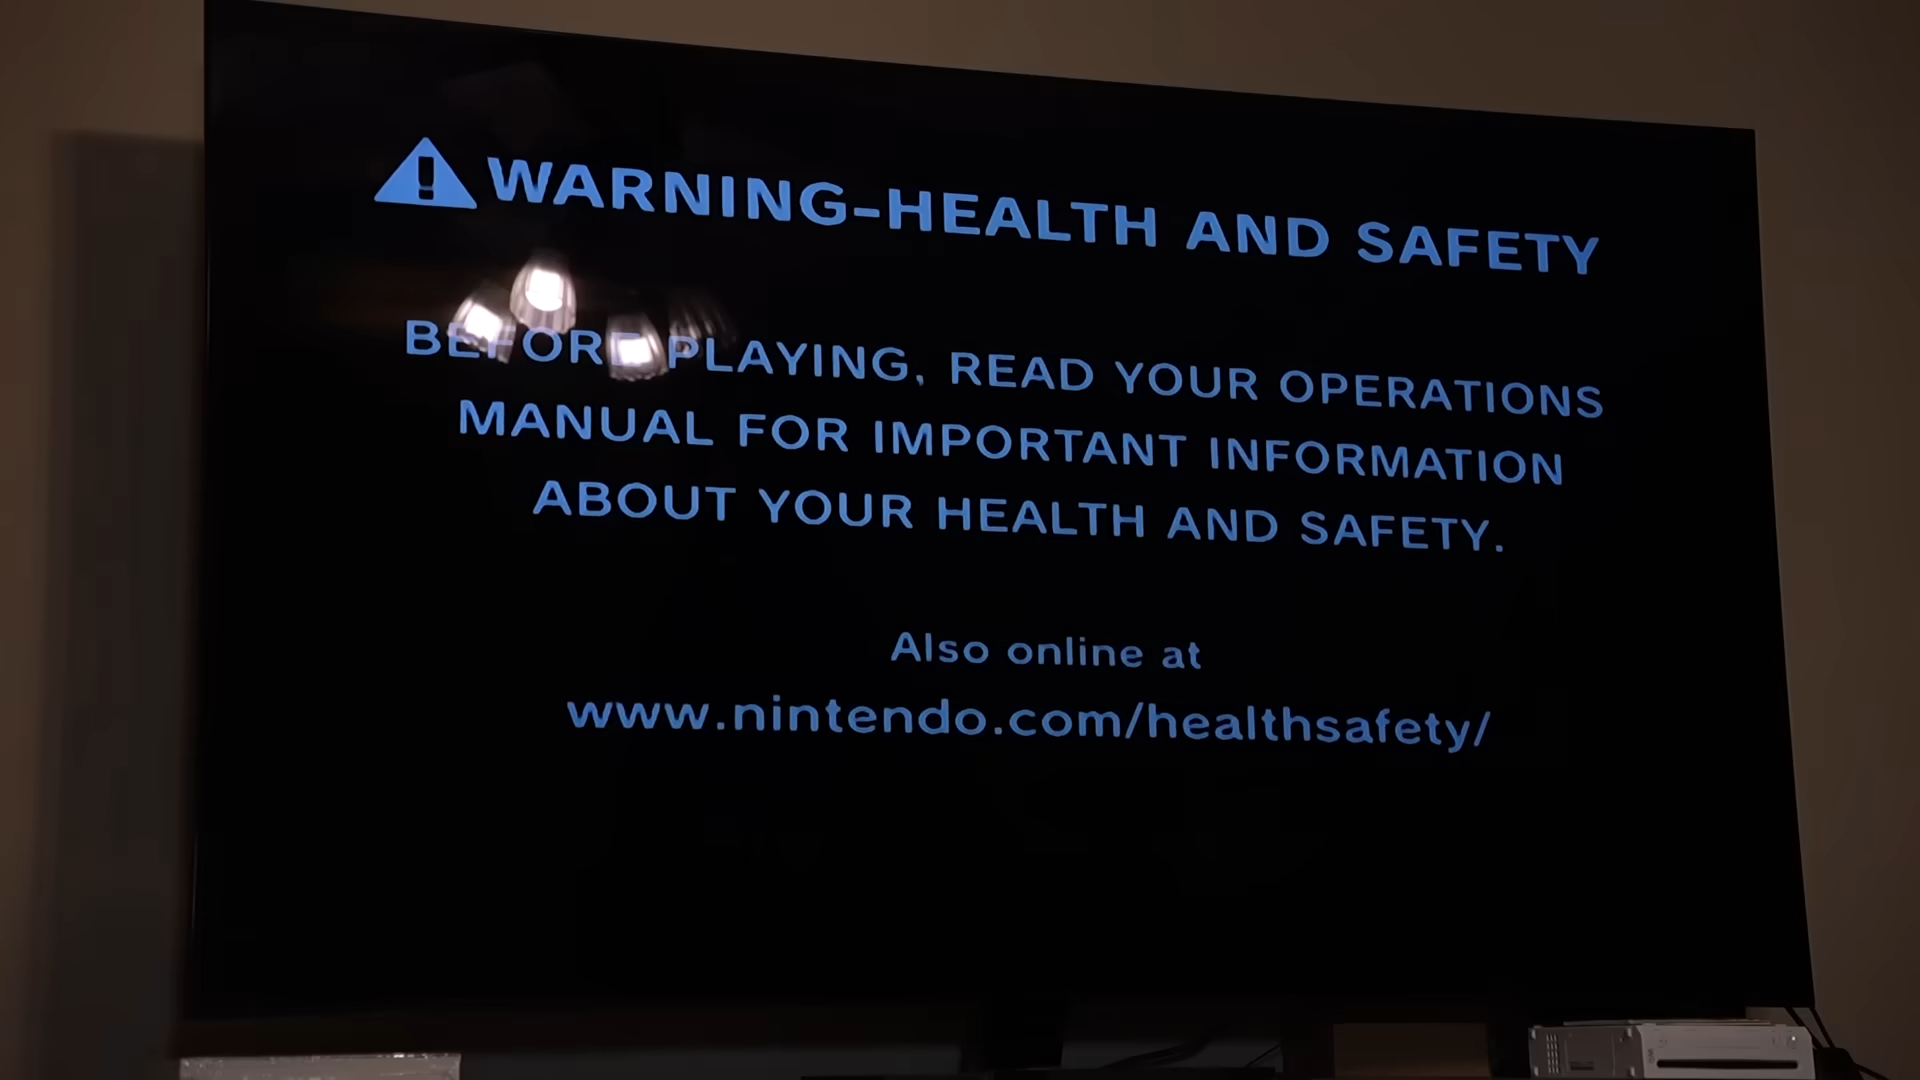 WARNING-HEALTH AND SAFETY
BEFORE PLAYING, READ YOUR OPERATIONS
MANUAL FOR IMPORTANT INFORMATION
ABOUT YOUR HEALTH AND SAFETY.
Also online at
www.nintendo.com/healthsafety/